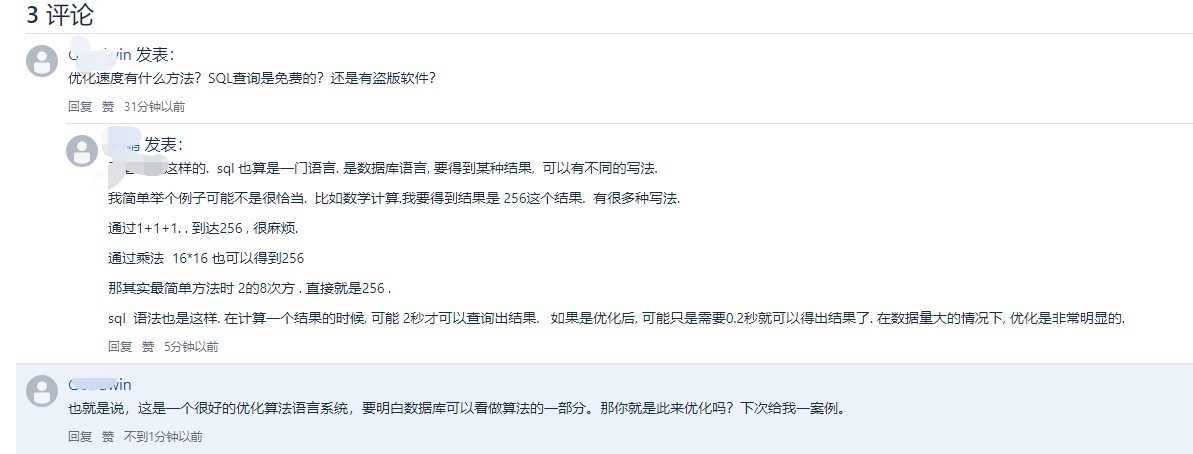 3 评论
发表：
优化速度有什么方法？SQL查询是免费的？还是有盗版软件？
回复 赞 31分钟以前
发表：
这样的. sql 也算是一门语言. 是数据库语言, 要得到某种结果, 可以有不同的写法.
我简单举个例子可能不是很恰当. 比如数学计算.我要得到结果是 256这个结果. 有很多种写法.
通过1+1+1. . 到达256 , 很麻烦.
通过乘法 16*16 也可以得到256
那其实最简单方法时 2的8次方 . 直接就是256 .
sql 语法也是这样. 在计算一个结果的时候, 可能 2秒才可以查询出结果. 如果是优化后, 可能只是需要0.2秒就可以得出结果了. 在数据量大的情况下, 优化是非常明显的.
回复 赞 5分钟以前
也就是说，这是一个很好的优化算法语言系统，要明白数据库可以看做算法的一部分。那你就是此来优化吗？下次给我一案例。
回复 赞 不到1分钟以前